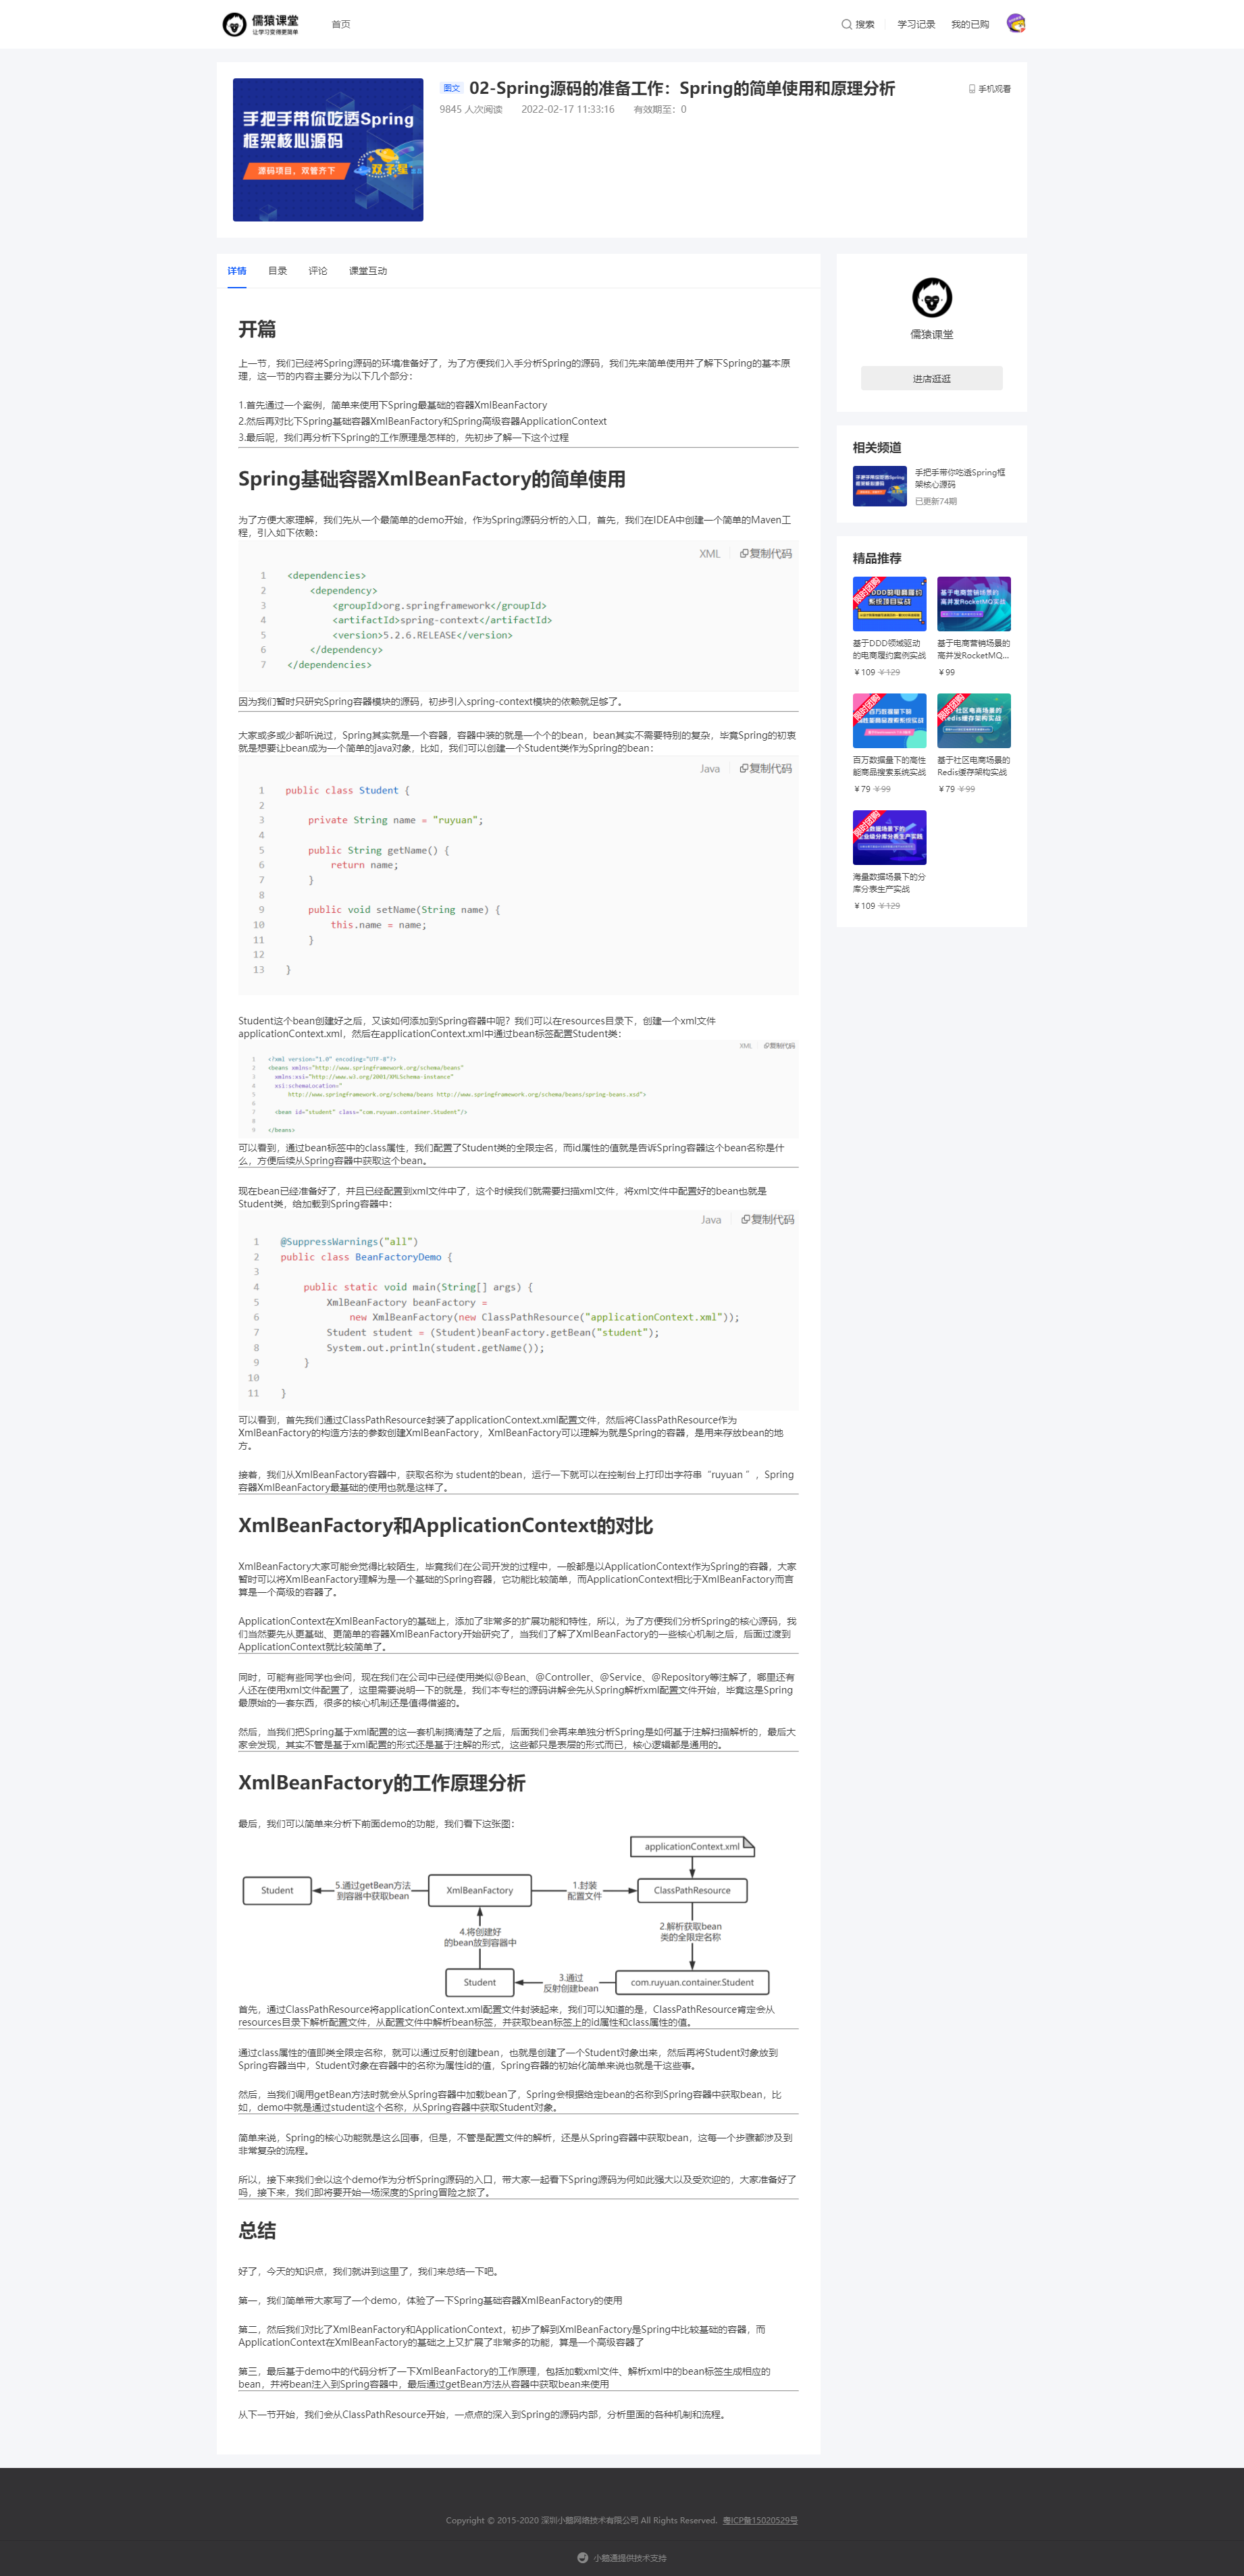 儒猿课堂
让学习变得更简单
首页
搜索
学习记录
我的已购
手把手带你吃透Spring
框架核心源码
源码项目，双管齐下
图文 02-Spring源码的准备工作：Spring的简单使用和原理分析
手机观看
9845 人次阅读 2022-02-17 11:33:16 有效期至：0
详情 目录 评论 课堂互动
开篇
上一节，我们已经将Spring源码的环境准备好了，为了方便我们入手分析Spring的源码，我们先来简单使用并了解下Spring的基本原
理，这一节的内容主要分为以下几个部分：
1.首先通过一个案例，简单来使用下Spring最基础的容器XmlBeanFactory
2.然后再对比下Spring基础容器XmlBeanFactory和Spring高级容器ApplicationContext
3.最后呢，我们再分析下Spring的工作原理是怎样的，先初步了解一下这个过程
Spring基础容器XmlBeanFactory的简单使用
为了方便大家理解，我们先从一个最简单的demo开始，作为Spring源码分析的入口，首先，我们在IDEA中创建一个简单的Maven工
程，引入如下依赖：
XML 复制代码
1 <dependencies>
2 <dependency>
3 <groupId>org.springframework</groupId>
4 <artifactId>spring-context</artifactId>
5 <version>5.2.6.RELEASE</version>
6 </dependency>
7 </dependencies>
因为我们暂时只研究Spring容器模块的源码，初步引入spring-context模块的依赖就足够了。
大家或多或少都听说过，Spring其实就是一个容器，容器中装的就是一个个的bean，bean其实不需要特别的复杂，毕竟Spring的初衷
就是想要让bean成为一个简单的java对象，比如，我们可以创建一个Student类作为Spring的bean：
Java 复制代码
1 public class Student {
2
3 private String name = "ruyuan";
4
5 public String getName() {
6 return name;
7 }
8
9 public void setName(String name) {
10 this.name = name;
11 }
12
13 }
Student这个bean创建好之后，又该如何添加到Spring容器中呢？我们可以在resources目录下，创建一个xml文件
applicationContext.xml，然后在applicationContext.xml中通过bean标签配置Student类：
XML 复制代码
1 <?xml version="1.0" encoding="UTF-8"?>
2 <beans xmlns="http://www.springframework.org/schema/beans"
3 xmlns:xsi="http://www.w3.org/2001/XMLSchema-instance"
4 xsi:schemaLocation="
5 http://www.springframework.org/schema/beans http://www.springframework.org/schema/beans/spring-beans.xsd">
6
7 <bean id="student" class="com.ruyuan.container.Student"/>
8
9 </beans>
可以看到，通过bean标签中的class属性，我们配置了Student类的全限定名，而id属性的值就是告诉Spring容器这个bean名称是什
么，方便后续从Spring容器中获取这个bean。
现在bean已经准备好了，并且已经配置到xml文件中了，这个时候我们就需要扫描xml文件，将xml文件中配置好的bean也就是
Student类，给加载到Spring容器中：
Java 复制代码
1 @SuppressWarnings("all")
2 public class BeanFactoryDemo {
3
4 public static void main(String[] args) {
5 XmlBeanFactory beanFactory =
6 new XmlBeanFactory(new ClassPathResource("applicationContext.xml"));
7 Student student = (Student)beanFactory.getBean("student");
8 System.out.println(student.getName());
9 }
10
11 }
可以看到，首先我们通过ClassPathResource封装了applicationContext.xml配置文件，然后将ClassPathResource作为
XmlBeanFactory的构造方法的参数创建XmlBeanFactory，XmlBeanFactory可以理解为就是Spring的容器，是用来存放bean的地
方。
接着，我们从XmlBeanFactory容器中，获取名称为 student的bean，运行一下就可以在控制台上打印出字符串“ruyuan ”，Spring
容器XmlBeanFactory最基础的使用也就是这样了。
XmlBeanFactory和ApplicationContext的对比
XmlBeanFactory大家可能会觉得比较陌生，毕竟我们在公司开发的过程中，一般都是以ApplicationContext作为Spring的容器，大家
暂时可以将XmlBeanFactory理解为是一个基础的Spring容器，它功能比较简单，而ApplicationContext相比于XmlBeanFactory而言
算是一个高级的容器了。
ApplicationContext在XmlBeanFactory的基础上，添加了非常多的扩展功能和特性，所以，为了方便我们分析Spring的核心源码，我
们当然要先从更基础、更简单的容器XmlBeanFactory开始研究了，当我们了解了XmlBeanFactory的一些核心机制之后，后面过渡到
ApplicationContext就比较简单了。
同时，可能有些同学也会问，现在我们在公司中已经使用类似@Bean、@Controller、@Service、@Repository等注解了，哪里还有
人还在使用xml文件配置了，这里需要说明一下的就是，我们本专栏的源码讲解会先从Spring解析xml配置文件开始，毕竟这是Spring
最原始的一套东西，很多的核心机制还是值得借鉴的。
然后，当我们把Spring基于xml配置的这一套机制搞清楚了之后，后面我们会再来单独分析Spring是如何基于注解扫描解析的，最后大
家会发现，其实不管是基于xml配置的形式还是基于注解的形式，这些都只是表层的形式而已，核心逻辑都是通用的。
XmlBeanFactory的工作原理分析
最后，我们可以简单来分析下前面demo的功能，我们看下这张图：
applicationContext.xml
Student
5.通过getBean方法
到容器中获取bean
XmlBeanFactory
1.封装
配置文件
ClassPathResource
4.将创建好
的bean放到容器中
2.解析获取bean
类的全限定名称
Student
3.通过
反射创建bean
com.ruyuan.container.Student
首先，通过ClassPathResource将applicationContext.xml配置文件封装起来，我们可以知道的是，ClassPathResource肯定会从
resources目录下解析配置文件，从配置文件中解析bean标签，并获取bean标签上的id属性和class属性的值。
通过class属性的值即类全限定名称，就可以通过反射创建bean，也就是创建了一个Student对象出来，然后再将Student对象放到
Spring容器当中，Student对象在容器中的名称为属性id的值，Spring容器的初始化简单来说也就是干这些事。
然后，当我们调用getBean方法时就会从Spring容器中加载bean了，Spring会根据给定bean的名称到Spring容器中获取bean，比
如，demo中就是通过student这个名称，从Spring容器中获取Student对象。
简单来说，Spring的核心功能就是这么回事，但是，不管是配置文件的解析，还是从Spring容器中获取bean，这每一个步骤都涉及到
非常复杂的流程。
所以，接下来我们会以这个demo作为分析Spring源码的入口，带大家一起看下Spring源码为何如此强大以及受欢迎的，大家准备好了
吗，接下来，我们即将要开始一场深度的Spring冒险之旅了。
总结
好了，今天的知识点，我们就讲到这里了，我们来总结一下吧。
第一，我们简单带大家写了一个demo，体验了一下Spring基础容器XmlBeanFactory的使用
第二，然后我们对比了XmlBeanFactory和ApplicationContext，初步了解到XmlBeanFactory是Spring中比较基础的容器，而
ApplicationContext在XmlBeanFactory的基础之上又扩展了非常多的功能，算是一个高级容器了
第三，最后基于demo中的代码分析了一下XmlBeanFactory的工作原理，包括加载xml文件、解析xml中的bean标签生成相应的
bean，并将bean注入到Spring容器中，最后通过getBean方法从容器中获取bean来使用
从下一节开始，我们会从ClassPathResource开始，一点点的深入到Spring的源码内部，分析里面的各种机制和流程。
儒猿课堂
进店逛逛
相关频道
手把手带你吃透Spring框
架核心源码
已更新74期
精品推荐
基于DDD领域驱动
的电商履约案例实战
￥109 ￥129
基于电商营销场景的
高并发RocketMQ...
￥99
百万数据量下的高性
能商品搜索系统实战
￥79 ￥99
基于社区电商场景的
Redis缓存架构实战
￥79 ￥99
海量数据场景下的分
库分表生产实战
￥109 ￥129
Copyright © 2015-2020 深圳小鹅网络技术有限公司 All Rights Reserved. 粤ICP备15020529号
小鹅通提供技术支持